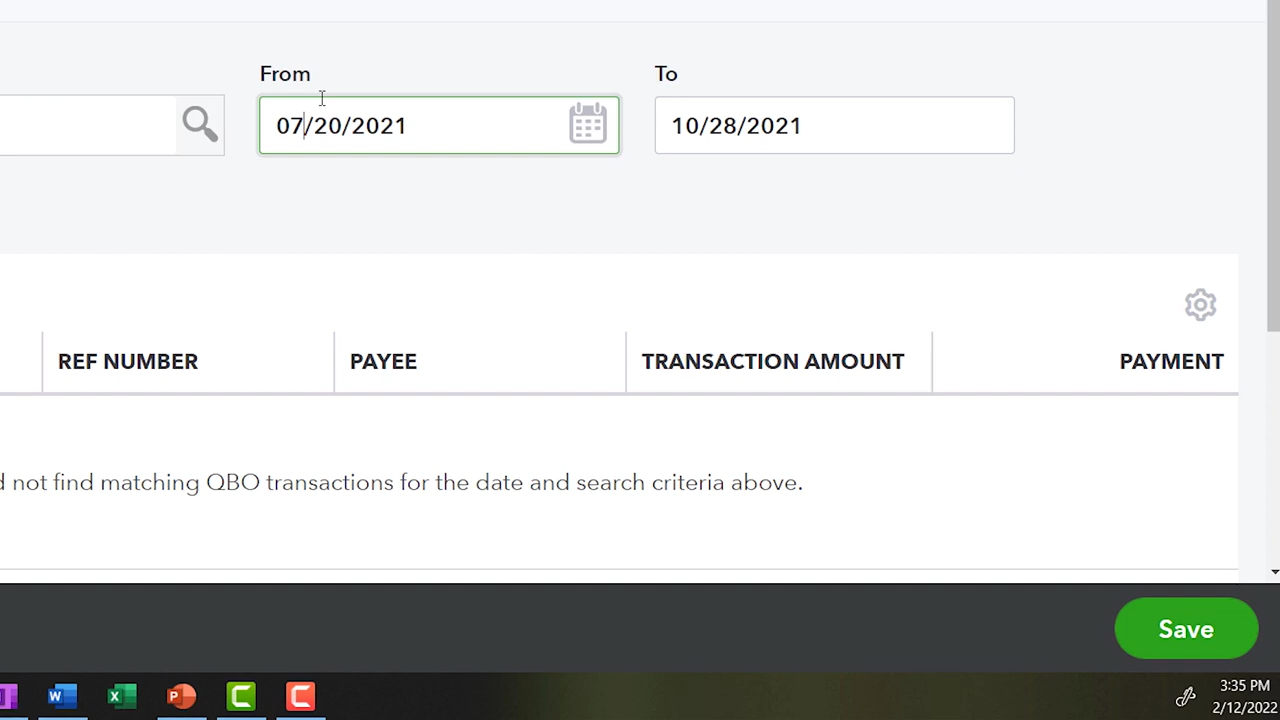 From
To
07/20/2021
10/28/2021
REF NUMBER
PAYEE
TRANSACTION AMOUNT
PAYMENT
not find matching QBO transactions for the date and search criteria above.
Save
3:35 PM
2/12/2022